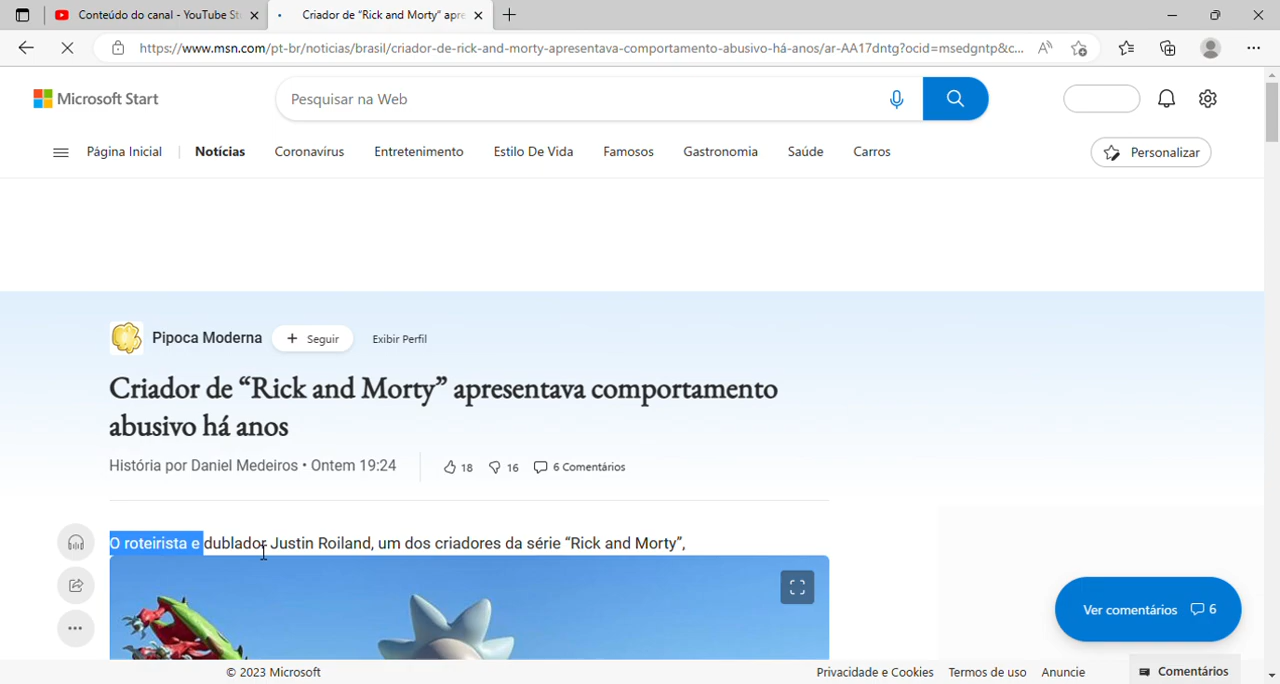 Conteúdo do canal - YouTube St
Criador de “Rick and Morty” apre
https://www.msn.com/pt-br/noticias/brasil/criador-de-rick-and-morty-apresentava-comportamento-abusivo-há-anos/ar-AA17dntg?ocid=msedgntp&c...
Microsoft Start
Pesquisar na Web
Página Inicial
Notícias
Coronavírus
Entretenimento
Estilo De Vida
Famosos
Gastronomia
Saúde
Carros
Personalizar
Pipoca Moderna
+ Seguir
Exibir Perfil
Criador de “Rick and Morty” apresentava comportamento
abusivo há anos
História por Daniel Medeiros • Ontem 19:24
18
16
6 Comentários
O roteirista e dublador Justin Roiland, um dos criadores da série “Rick and Morty”,
Ver comentários 6
© 2023 Microsoft
Privacidade e Cookies
Termos de uso
Anuncie
Comentários